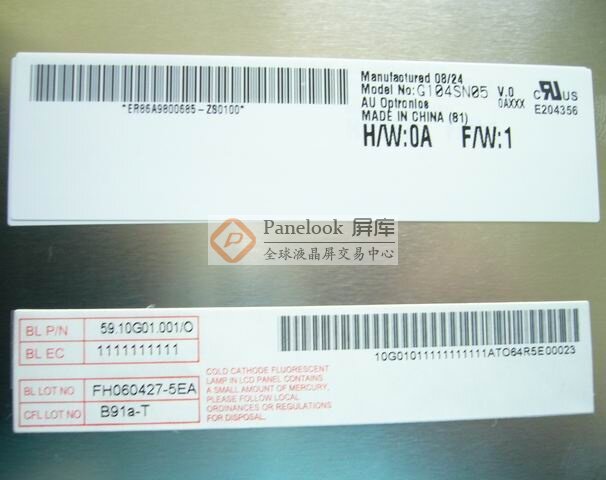 *ER86A9800685-ZS0100*
Manufactured 08/24
Model No:G104SN05 V.0
AU Optronics 0AXXX
MADE IN CHINA (81)
H/W:0A F/W:1
C US
E204356
Panelook 屏库
全球液晶屏交易中心
BL P/N 59.10G01.001/O
BL EC 1111111111
BL LOT NO FH060427-5EA
CFL LOT NO B91a-T
COLD CATHODE FLUORESCENT
LAMP IN LCD PANEL CONTAINS
A SMALL AMOUNT OF MERCURY,
PLEASE FOLLOW LOCAL
ORDINANCES OR REGULATIONS
FOR DISPOSAL.
10G01011111111111ATO64R5E00023